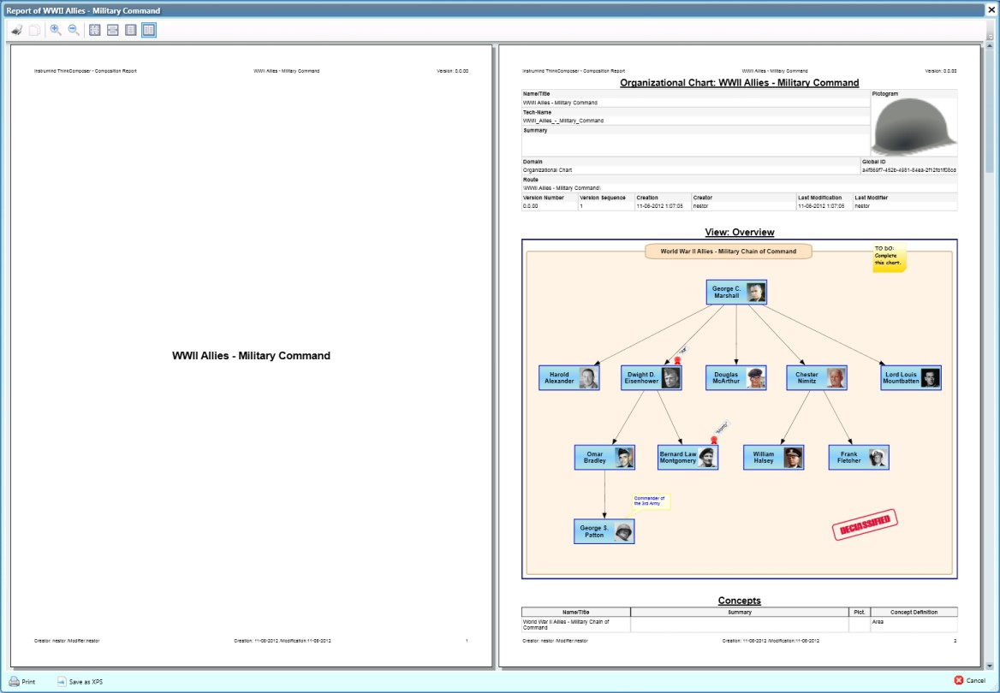 Report of WWII Allies - Military Command
Instrumind ThinkComposer - Composition Report
WWII Allies - Military Command
Version: 0.0.00
WWII Allies - Military Command
Creator: nestor /Modifier:nestor
Creation: 11-06-2012 /Modification:11-06-2012
1
Instrumind ThinkComposer - Composition Report
WWII Allies - Military Command
Version: 0.0.00
Organizational Chart: WWII Allies - Military Command
Name/Title
Pictogram
WWII Allies - Military Command
Tech-Name
WWII_Allies_-_Military_Command
Summary
Domain
Global ID
Organizational Chart
Route
\WWII Allies - Military Command\
Version Number
Version Sequence
Creation
Creator
Last Modification
Last Modifier
0.0.00
1
11-06-2012 1:07:05
nestor
11-06-2012 1:07:05
nestor
View: Overview
World War II Allies - Military Chain of Command
TO DO:
Complete
this chart.
George C.
Marshall
"Ike"
Harold
Alexander
Dwight D.
Eisenhower
Douglas
McArthur
Chester
Nimitz
Lord Louis
Mountbatten
"Monty"
Omar
Bradley
Bernard Law
Montgomery
William
Halsey
Frank
Fletcher
Commander of
the 3rd Army
George S.
Patton
DECLASSIFIED
Concepts
Name/Title
Summary
Pict.
Concept Definition
World War II Allies - Military Chain of
Command
Area
Creator: nestor /Modifier:nestor
Creation: 11-06-2012 /Modification:11-06-2012
2
Print
Save as XPS
Cancel